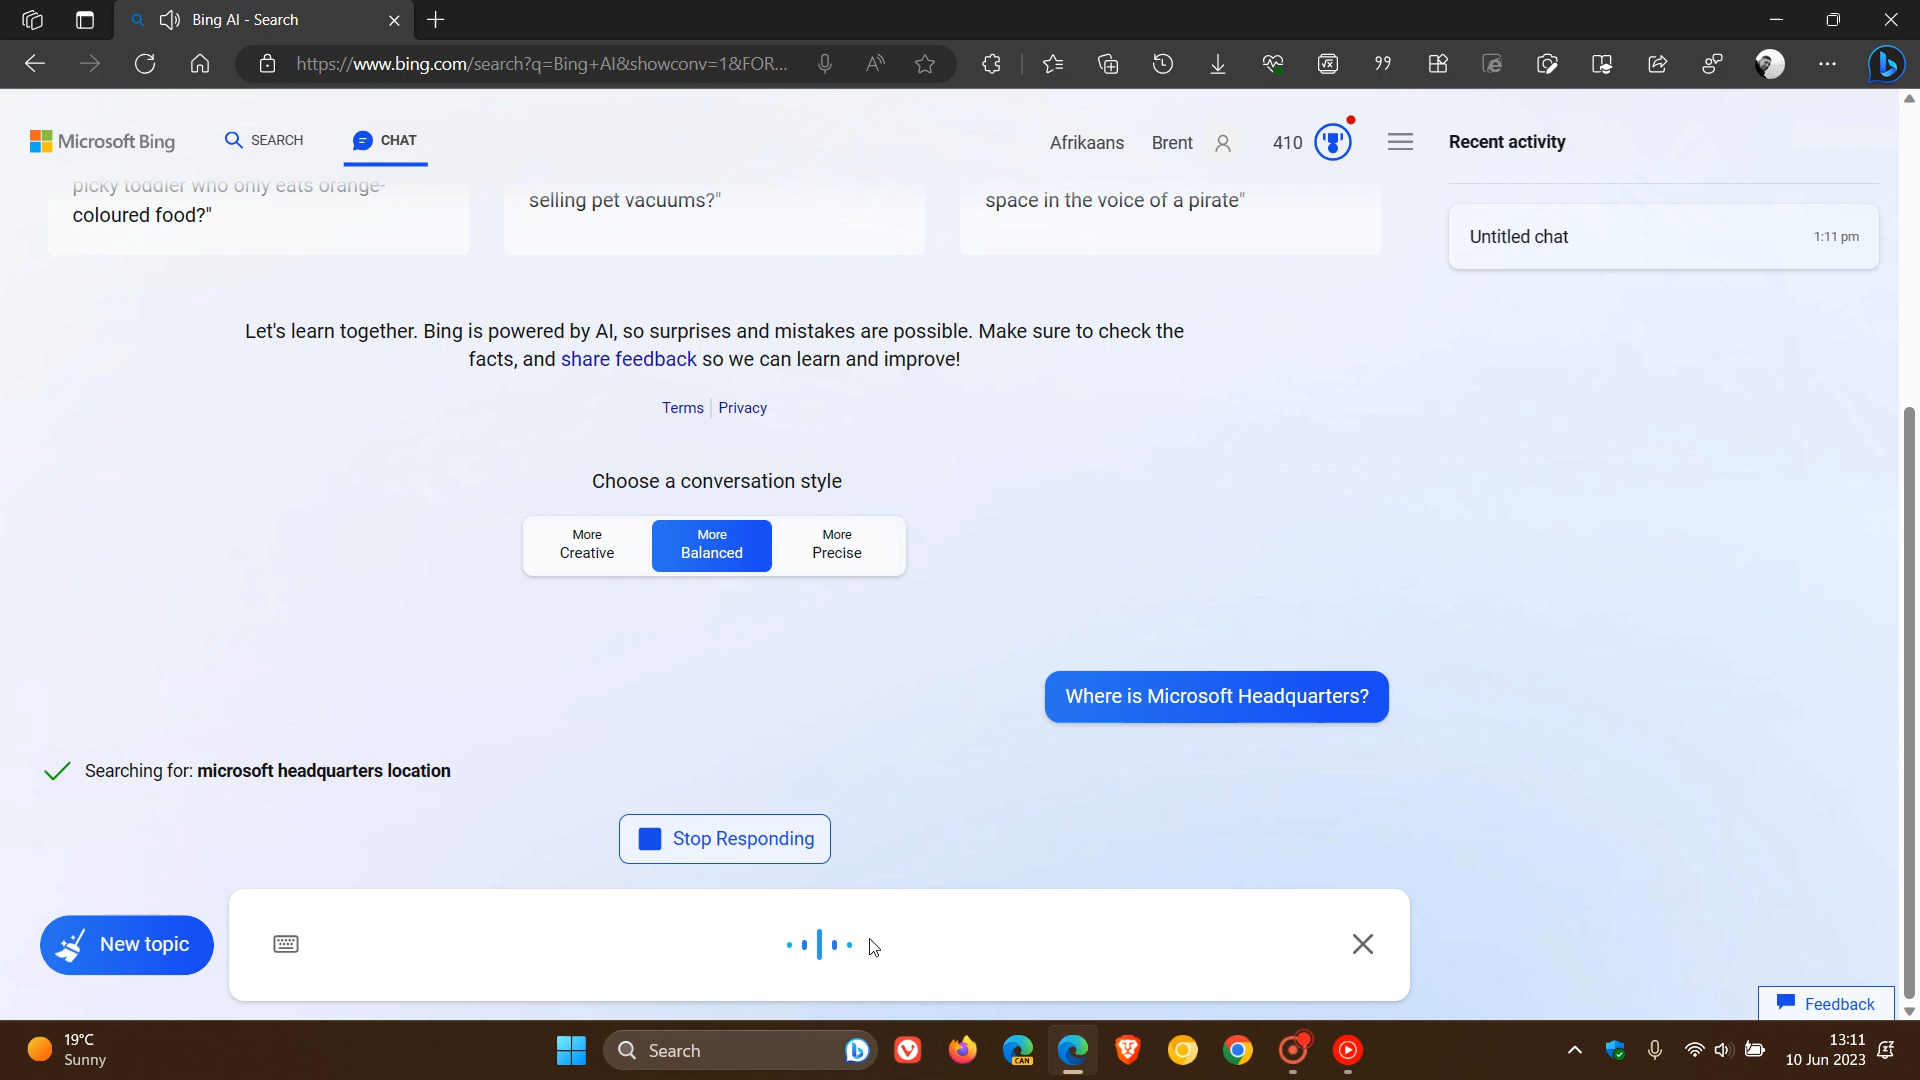 Bing AI - Search
https://www.bing.com/search?q=Bing+AI&showconv=1&FOR...
Microsoft Bing
SEARCH
CHAT
Afrikaans
Brent
410
Recent activity
picky toddler who only eats orange-
coloured food?"
selling pet vacuums?"
space in the voice of a pirate"
Untitled chat
1:11 pm
Let's learn together. Bing is powered by AI, so surprises and mistakes are possible. Make sure to check the
facts, and share feedback so we can learn and improve!
Terms
Privacy
Choose a conversation style
More
Creative
More
Balanced
More
Precise
Where is Microsoft Headquarters?
Searching for: microsoft headquarters location
Stop Responding
New topic
Feedback
19°C
Sunny
Search
CAN
13:11
10 Jun 2023